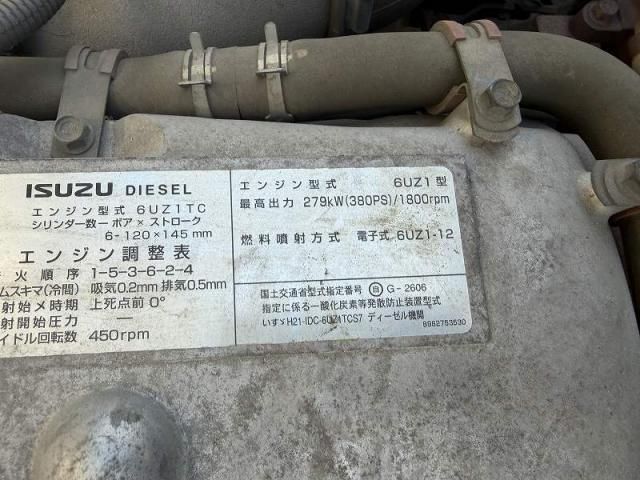 ISUZU DIESEL
エンジン型式 6UZ1TC
シリンダ数ー ボア × ストローク
6-120×145mm
エンジン調整表
火順序 1-5-3-6-2-4
ムスキマ(冷間) 吸気0.2mm 排気0.5mm
射始メ時期 上死点前0°
射開始圧力 —
イドル回転数 450rpm
エンジン型式 6UZ1型
最高出力 279kW(380PS)/1800rpm
燃料噴射方式 電子式 6UZ1-12
国土交通省型式指定番号 自 G-2606
指定に係る一酸化炭素等発散防止装置型式
いすゞH21-IDC-6UZ1TCS7 ディーゼル機関
8982753530